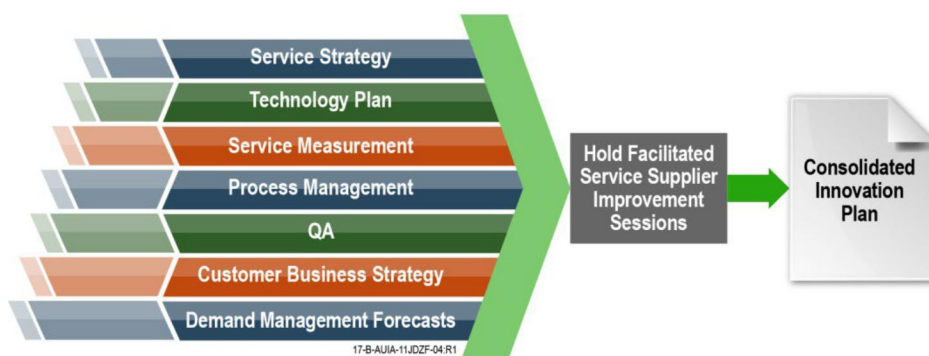 Service Strategy
Technology Plan
Service Measurement
Process Management
QA
Customer Business Strategy
Demand Management Forecasts
17-B-AUIA-11JDZF-04:R1
Hold Facilitated
Service Supplier
Improvement
Sessions
Consolidated
Innovation
Plan